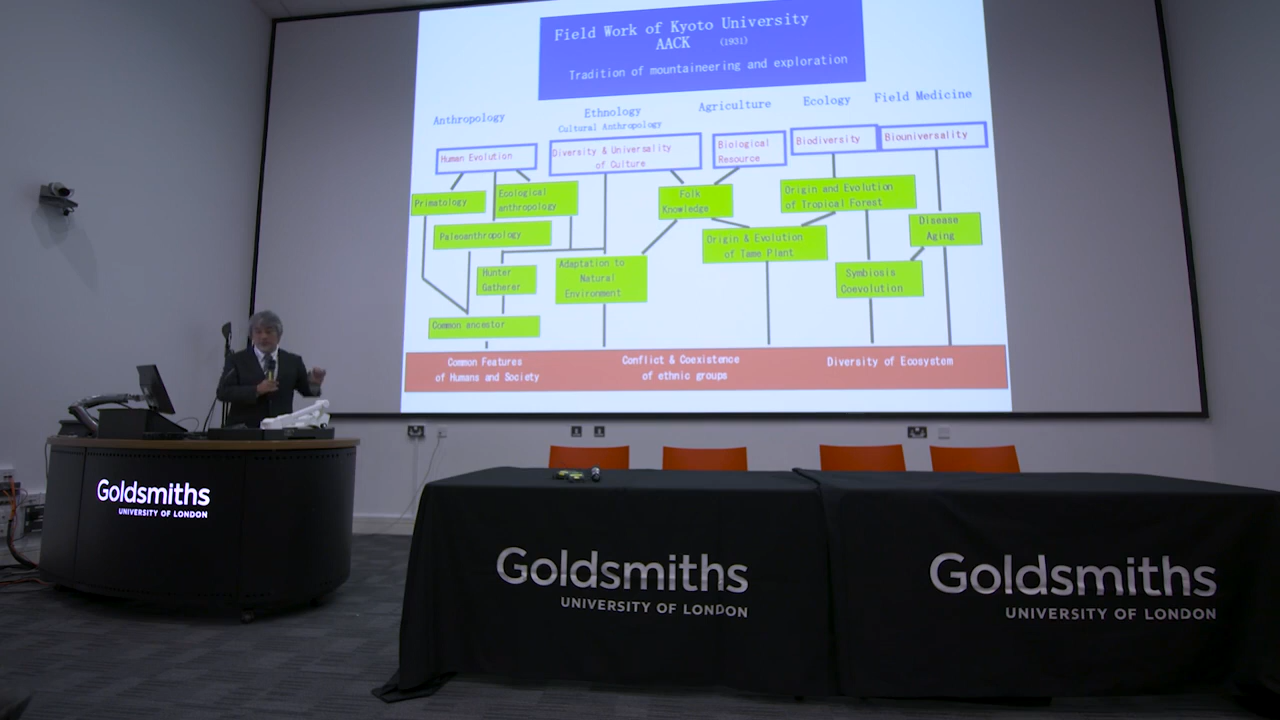 Field Work of Kyoto University
AACK (1931)
Tradition of mountaineering and exploration
Anthropology
Ethnology
Cultural Anthropology
Agriculture
Ecology
Field Medicine
Human Evolution
Diversity & Universality
of Culture
Biological
Resource
Biodiversity
Biouniversality
Primatology
Ecological
anthropology
Folk
Knowledge
Origin and Evolution
of Tropical Forest
Disease
Aging
Paleoanthropology
Origin & Evolution
of Tame Plant
Hunter
Gatherer
Adaptation to
Natural
Environment
Symbiosis
Coevolution
Common ancestor
Common Features
of Humans and Society
Conflict & Coexistence
of ethnic groups
Diversity of Ecosystem
Goldsmiths
UNIVERSITY OF LONDON
Goldsmiths
UNIVERSITY OF LONDON
Goldsmiths
UNIVERSITY OF LONDON